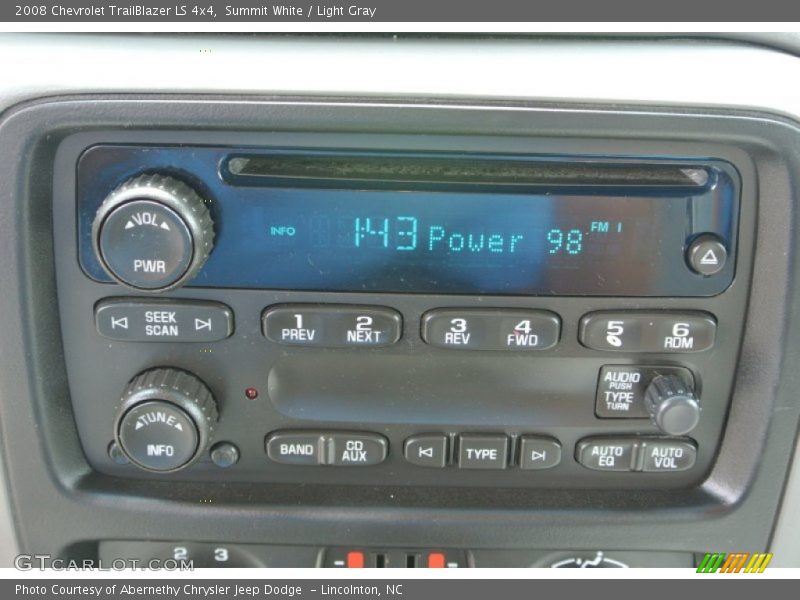 2008 Chevrolet TrailBlazer LS 4x4,  Summit White / Light Gray
VOL
PWR
INFO
1:43 Power 98
FM 1
SEEK
SCAN
1
PREV
2
NEXT
3
REV
4
FWD
5
6
RDM
AUDIO
PUSH
TYPE
TURN
TUNE
INFO
BAND
CD
AUX
TYPE
AUTO
EQ
AUTO
VOL
2 3
GTCarLot.com
Photo Courtesy of Abernethy Chrysler Jeep Dodge  – Lincolnton, NC